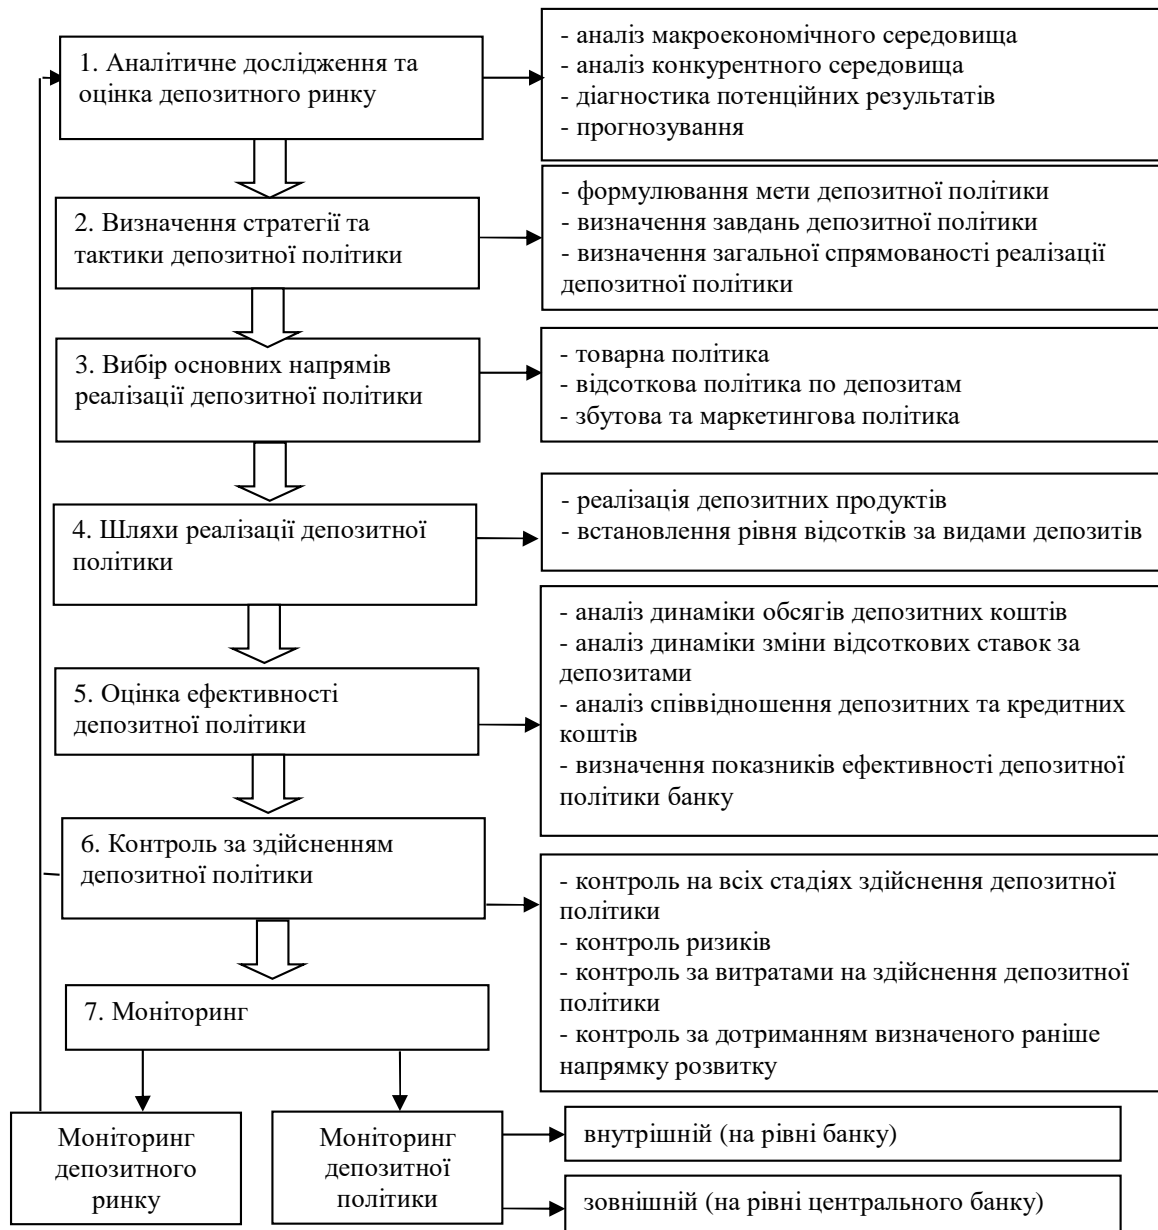 1. Аналітичне дослідження та
оцінка депозитного ринку
- аналіз макроекономічного середовища
- аналіз конкурентного середовища
- діагностика потенційних результатів
- прогнозування
2. Визначення стратегії та
тактики депозитної політики
- формулювання мети депозитної політики
- визначення завдань депозитної політики
- визначення загальної спрямованості реалізації
депозитної політики
3. Вибір основних напрямів
реалізації депозитної політики
- товарна політика
- відсоткова політика по депозитам
- збутова та маркетингова політика
4. Шляхи реалізації депозитної
політики
- реалізація депозитних продуктів
- встановлення рівня відсотків за видами депозитів
5. Оцінка ефективності
депозитної політики
- аналіз динаміки обсягів депозитних коштів
- аналіз динаміки зміни відсоткових ставок за
депозитами
- аналіз співвідношення депозитних та кредитних
коштів
- визначення показників ефективності депозитної
політики банку
6. Контроль за здійсненням
депозитної політики
- контроль на всіх стадіях здійснення депозитної
політики
- контроль ризиків
- контроль за витратами на здійснення депозитної
політики
- контроль за дотриманням визначеного раніше
напрямку розвитку
7. Моніторинг
Моніторинг
депозитного
ринку
Моніторинг
депозитної
політики
внутрішній (на рівні банку)
зовнішній (на рівні центрального банку)